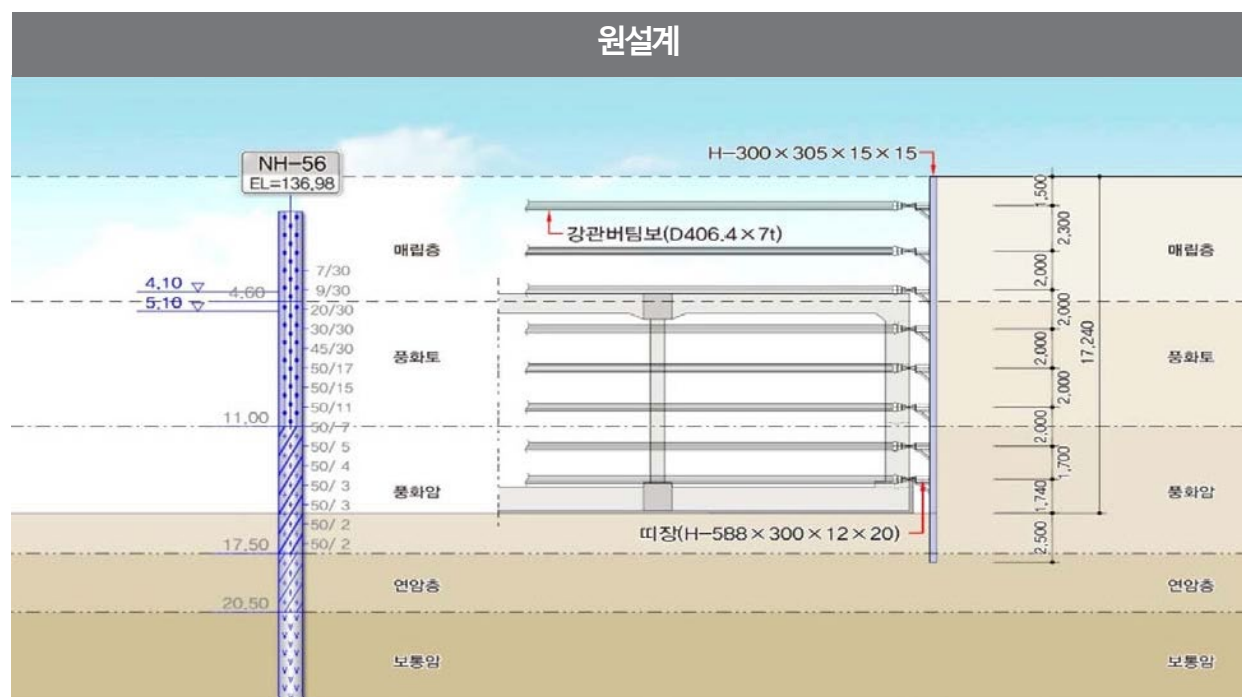 원설계
NH-56
EL=136,98
H-300×305×15×15
강관버팀보(D406.4×7t)
매립층
풍화토
풍화암
연암층
보통암
4,10
5,10
4,60
11,00
17,50
20,50
7/30
9/30
20/30
30/30
45/30
50/17
50/15
50/11
50/ 7
50/ 5
50/ 4
50/ 3
50/ 3
50/ 2
50/ 2
띠장(H-588×300×12×20)
1,500
2,300
2,000
2,000
2,000
2,000
2,000
1,700
1,740
2,500
17,240
매립층
풍화토
풍화암
연암층
보통암